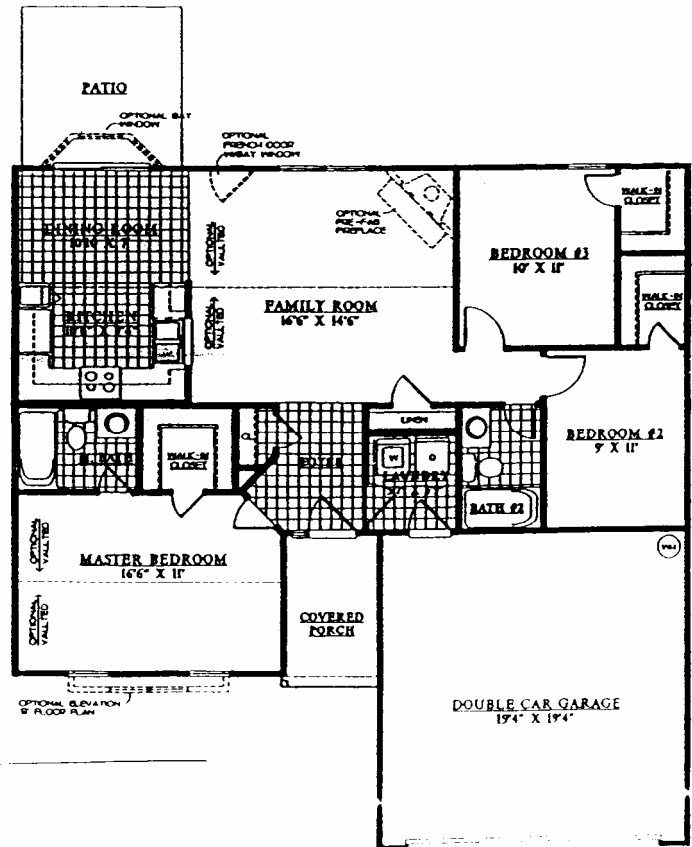 PATIO
OPTIONAL BAY
WINDOW
OPTIONAL
FRENCH DOOR
W/BAY WINDOW
OPTIONAL
PRE-FAB
FIREPLACE
WALK-IN
CLOSET
DINING ROOM
OPTIONAL
VAULTED
BEDROOM #3
10' X 11'
WALK-IN
CLOSET
KITCHEN
OPTIONAL
VAULTED
FAMILY ROOM
16'6" X 14'6"
LINEN
BEDROOM #2
9' X 11'
M. BATH
WALK-IN
CLOSET
FOYER
W
D
LAUNDRY
BATH #2
OPTIONAL
VAULTED
MASTER BEDROOM
16'6" X 11'
OPTIONAL
VAULTED
COVERED
PORCH
OPTIONAL ELEVATION
"B" FLOOR PLAN
DOUBLE CAR GARAGE
19'4" X 19'4"